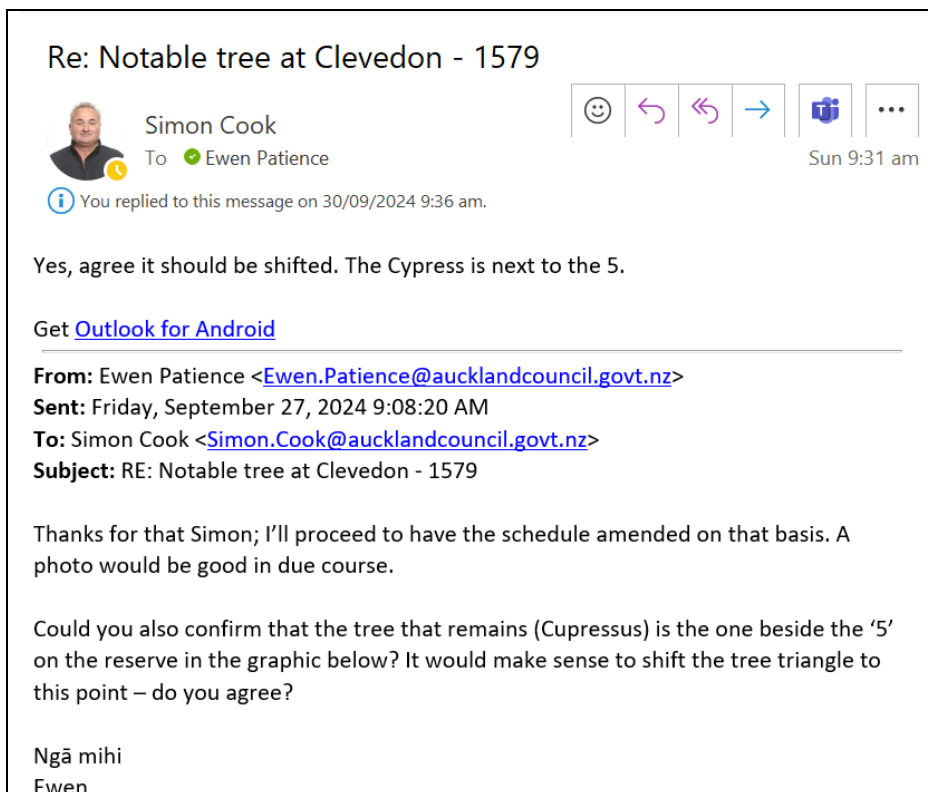 Re: Notable tree at Clevedon - 1579
Simon Cook
To Ewen Patience
Sun 9:31 am
You replied to this message on 30/09/2024 9:36 am.
Yes, agree it should be shifted. The Cypress is next to the 5.
Get Outlook for Android
From: Ewen Patience <Ewen.Patience@aucklandcouncil.govt.nz>
Sent: Friday, September 27, 2024 9:08:20 AM
To: Simon Cook <Simon.Cook@aucklandcouncil.govt.nz>
Subject: RE: Notable tree at Clevedon - 1579
Thanks for that Simon; I’ll proceed to have the schedule amended on that basis. A
photo would be good in due course.
Could you also confirm that the tree that remains (Cupressus) is the one beside the ‘5’
on the reserve in the graphic below? It would make sense to shift the tree triangle to
this point – do you agree?
Ngā mihi
Ewen